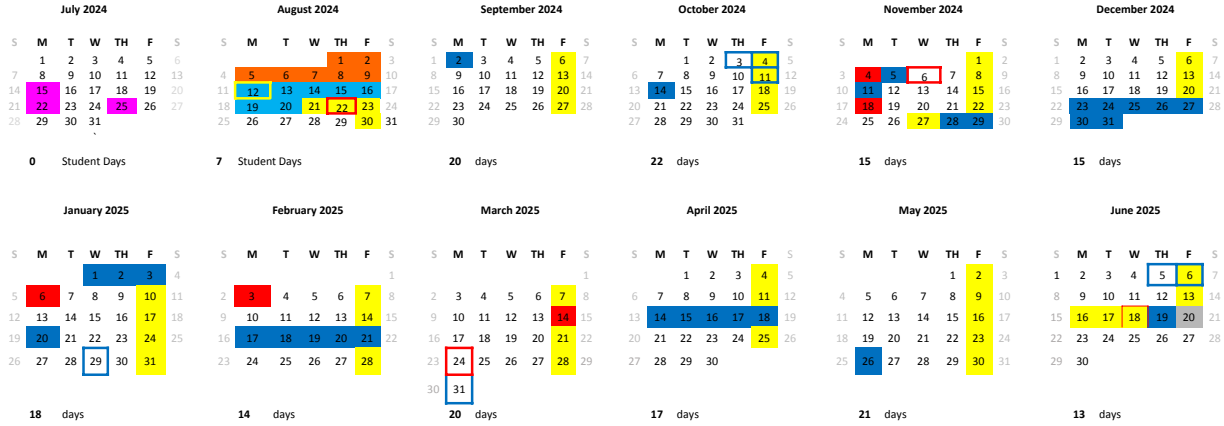 July 2024
S M T W TH F S
1 2 3 4 5 6
7 8 9 10 11 12 13
14 15 16 17 18 19 20
21 22 23 24 25 26 27
28 29 30 31
`
0 Student Days
August 2024
S M T W TH F S
1 2 3
4 5 6 7 8 9 10
11 12 13 14 15 16 17
18 19 20 21 22 23 24
25 26 27 28 29 30 31
7 Student Days
September 2024
S M T W TH F S
1 2 3 4 5 6 7
8 9 10 11 12 13 14
15 16 17 18 19 20 21
22 23 24 25 26 27 28
29 30
20 days
October 2024
S M T W TH F S
1 2 3 4 5
6 7 8 9 10 11 12
13 14 15 16 17 18 19
20 21 22 23 24 25 26
27 28 29 30 31
22 days
November 2024
S M T W TH F S
1 2
3 4 5 6 7 8 9
10 11 12 13 14 15 16
17 18 19 20 21 22 23
24 25 26 27 28 29 30
15 days
December 2024
S M T W TH F S
1 2 3 4 5 6 7
8 9 10 11 12 13 14
15 16 17 18 19 20 21
22 23 24 25 26 27 28
29 30 31
15 days
January 2025
S M T W TH F S
1 2 3 4
5 6 7 8 9 10 11
12 13 14 15 16 17 18
19 20 21 22 23 24 25
26 27 28 29 30 31
18 days
February 2025
S M T W TH F S
1
2 3 4 5 6 7 8
9 10 11 12 13 14 15
16 17 18 19 20 21 22
23 24 25 26 27 28
14 days
March 2025
S M T W TH F S
1
2 3 4 5 6 7 8
9 10 11 12 13 14 15
16 17 18 19 20 21 22
23 24 25 26 27 28 29
30 31
20 days
April 2025
S M T W TH F S
1 2 3 4 5
6 7 8 9 10 11 12
13 14 15 16 17 18 19
20 21 22 23 24 25 26
27 28 29 30
17 days
May 2025
S M T W TH F S
1 2 3
4 5 6 7 8 9 10
11 12 13 14 15 16 17
18 19 20 21 22 23 24
25 26 27 28 29 30 31
21 days
June 2025
S M T W TH F S
1 2 3 4 5 6 7
8 9 10 11 12 13 14
15 16 17 18 19 20 21
22 23 24 25 26 27 28
29 30
13 days